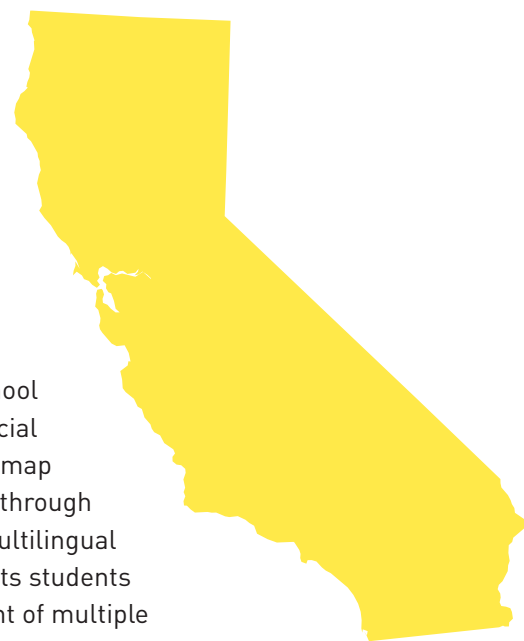 ool
cial
map
through
ultilingual
ts students
nt of multiple